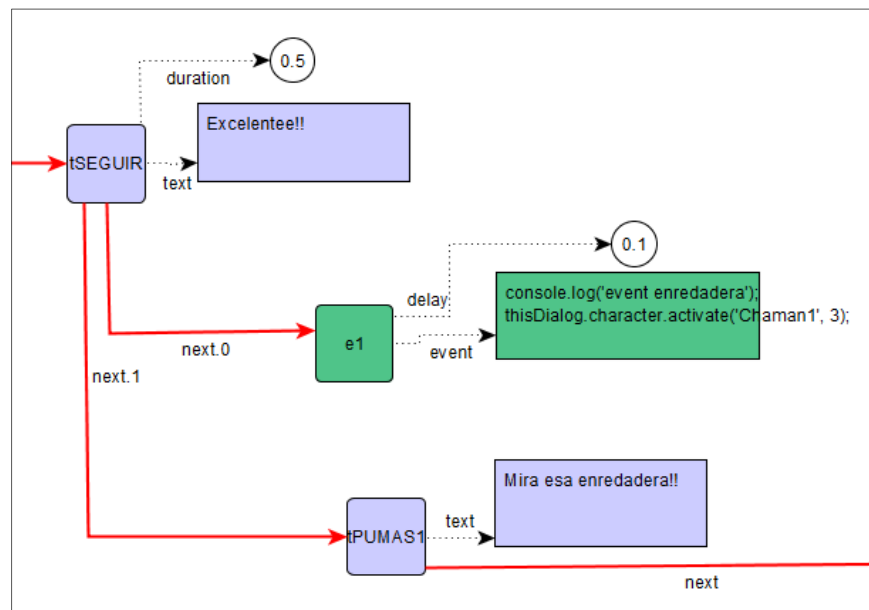 0.5
duration
Excelentee!!
tSEGUIR
text
0.1
delay
console.log('event enredadera');
thisDialog.character.activate('Chaman1', 3);
e1
event
next.0
next.1
Mira esa enredadera!!
text
tPUMAS1
next